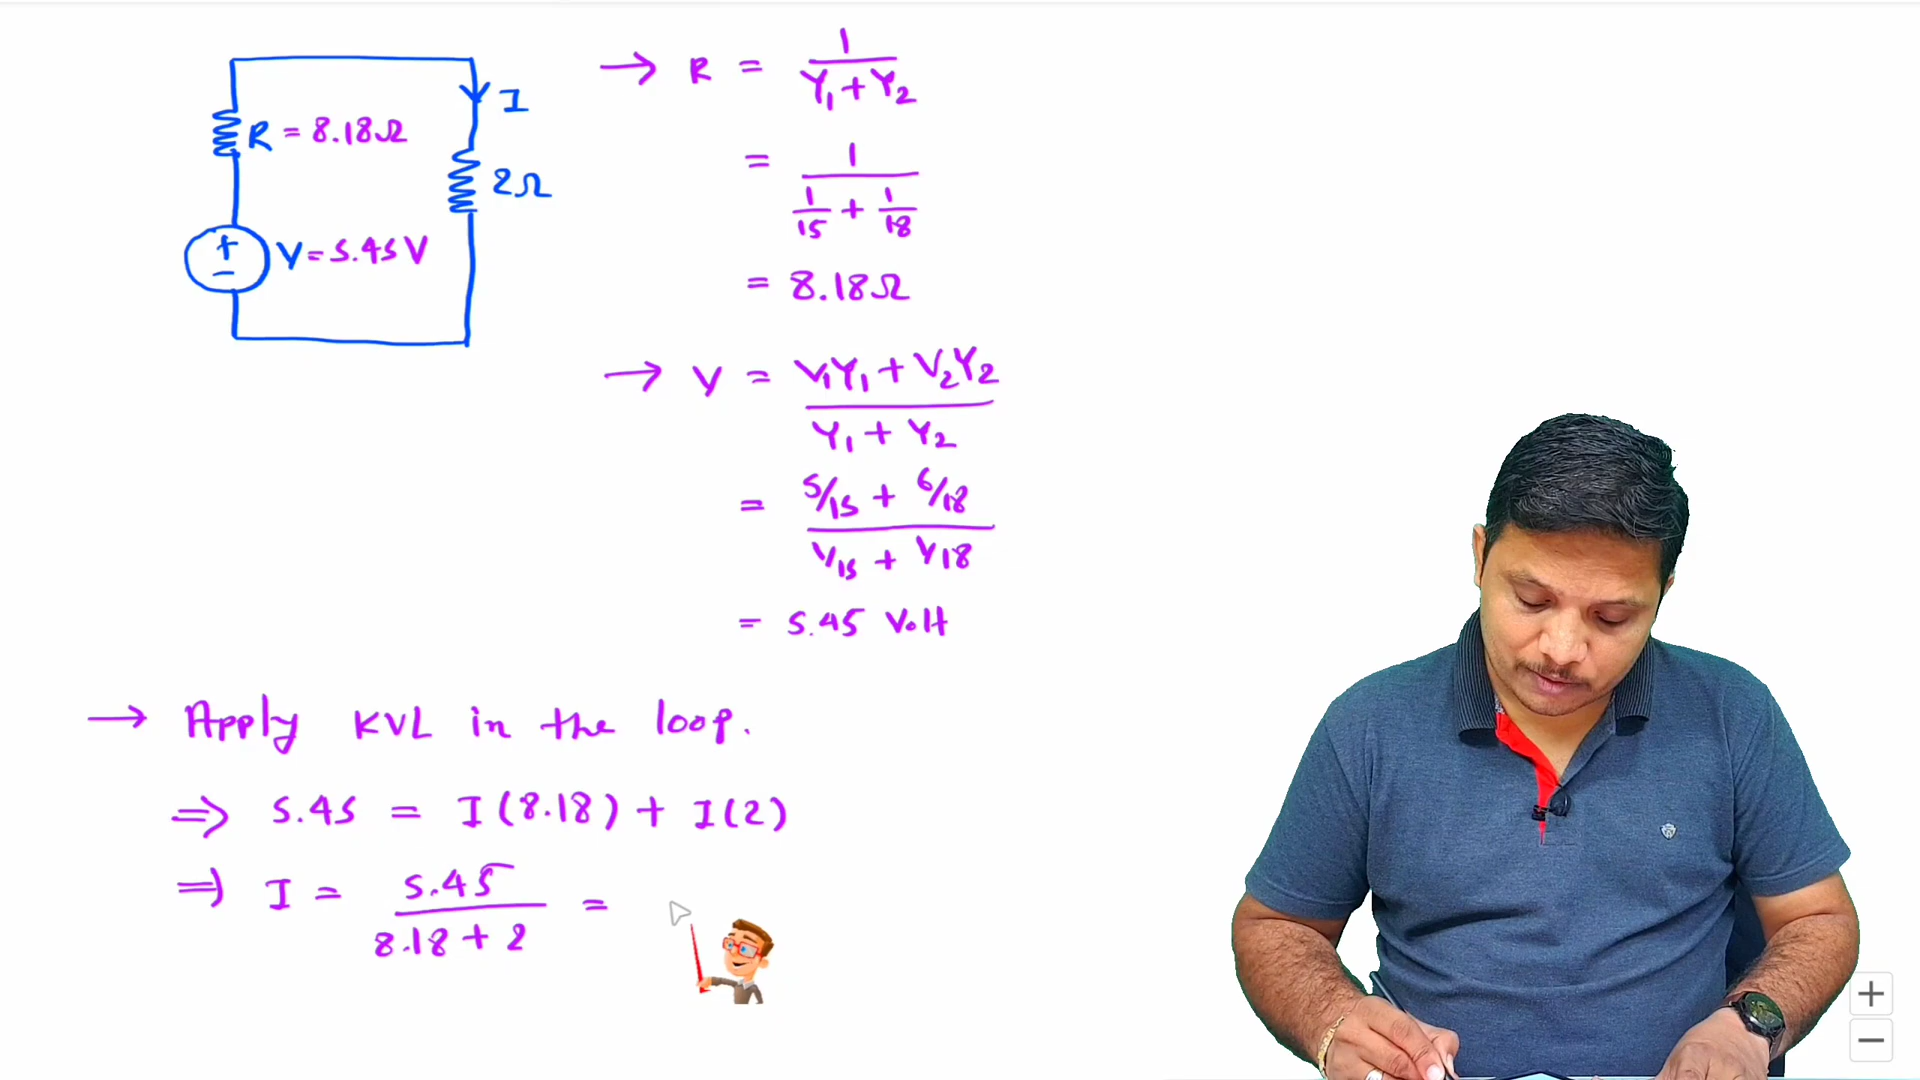 R = 8.18Ω
I
2Ω
+
−
V = 5.45 V
→ R = 1 / (Y₁ + Y₂)
= 1 / (1/15 + 1/18)
= 8.18Ω
→ V = (V₁Y₁ + V₂Y₂) / (Y₁ + Y₂)
= (5/15 + 6/18) / (1/15 + 1/18)
= 5.45 Volt
→ Apply KVL in the loop.
⇒ 5.45 = I(8.18) + I(2)
⇒ I = 5.45 / (8.18 + 2) =